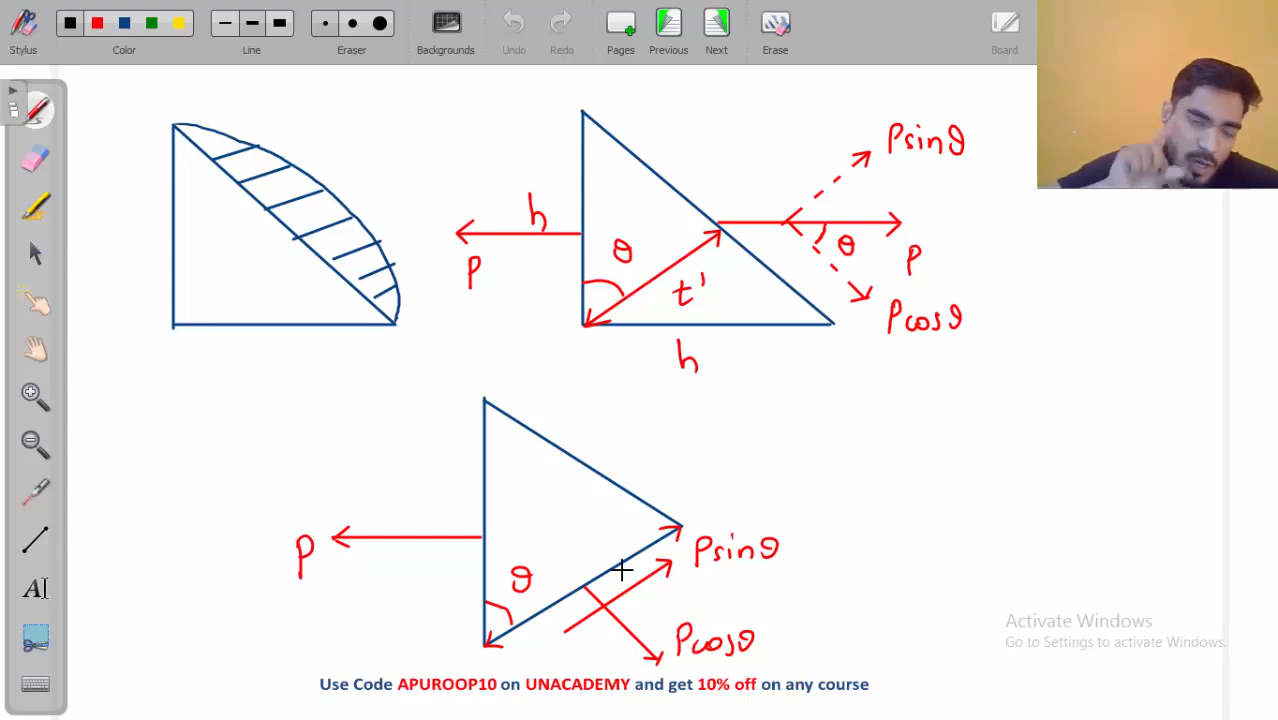 Stylus
Color
Line
Eraser
Backgrounds
Undo
Redo
Pages
Previous
Next
Erase
Board
A
Psinθ
h
θ
θ
P
P
t'
Pcosθ
h
P
Psinθ
θ
Pcosθ
Activate Windows
Go to Settings to activate Windows.
Use Code APUROOP10 on UNACADEMY and get 10% off on any course